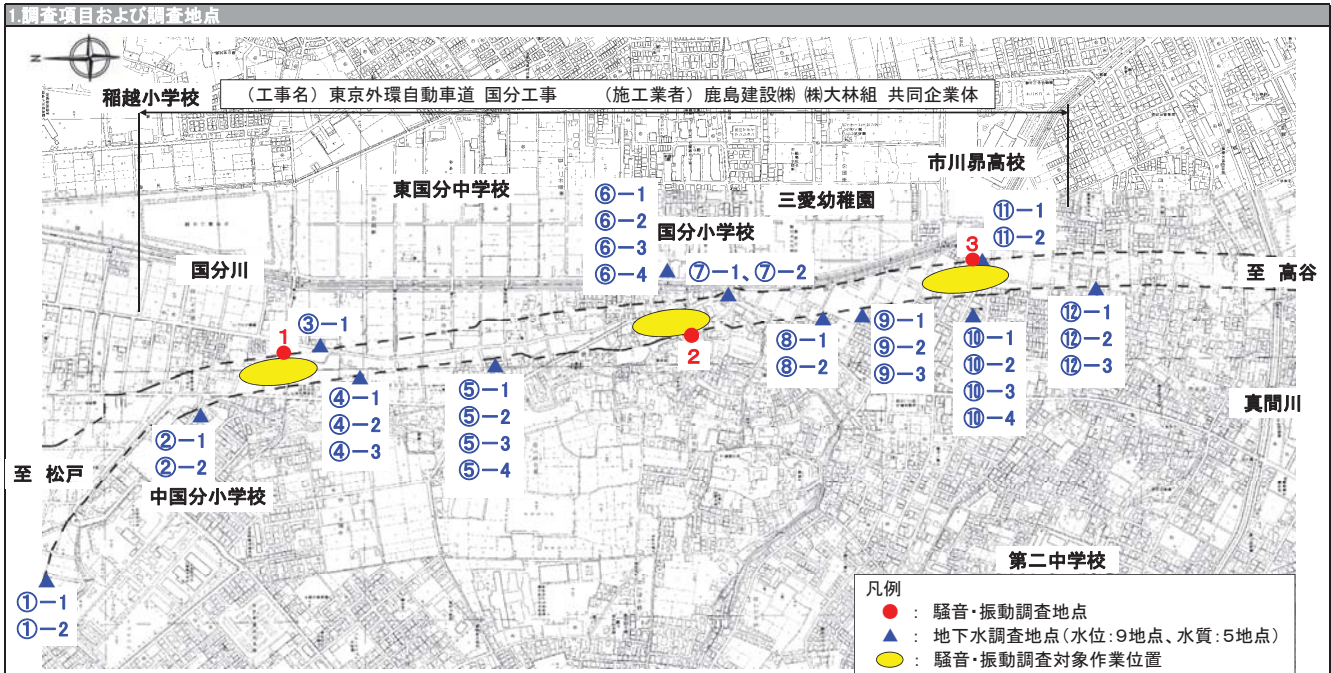 1.調査項目および調査地点
N
稲越小学校
(工事名) 東京外環自動車道 国分工事 (施工業者) 鹿島建設㈱ ㈱大林組 共同企業体
市川昴高校
東国分中学校
⑥-1
⑥-2
⑥-3
⑥-4
三愛幼稚園
国分小学校
⑪-1
⑪-2
3
国分川
⑦-1、⑦-2
至 高谷
1
③-1
2
⑧-1
⑧-2
⑨-1
⑨-2
⑨-3
⑩-1
⑩-2
⑩-3
⑩-4
⑫-1
⑫-2
⑫-3
④-1
④-2
④-3
⑤-1
⑤-2
⑤-3
⑤-4
真間川
②-1
②-2
至 松戸
中国分小学校
第二中学校
①-1
①-2
凡例
: 騒音・振動調査地点
: 地下水調査地点(水位:9地点、水質:5地点)
: 騒音・振動調査対象作業位置